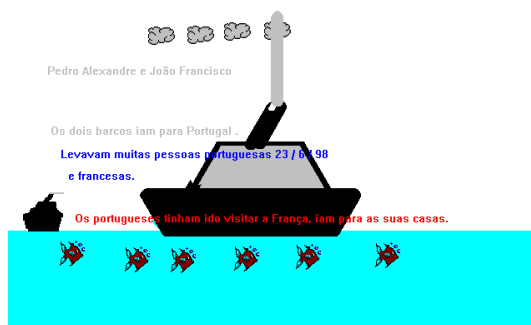 Pedro Alexandre e João Francisco
Os dois barcos iam para Portugal .
Levavam muitas pessoas portuguesas 23 / 6 / 98
e francesas.
Os portugueses tinham ido visitar a França, iam para as suas casas.